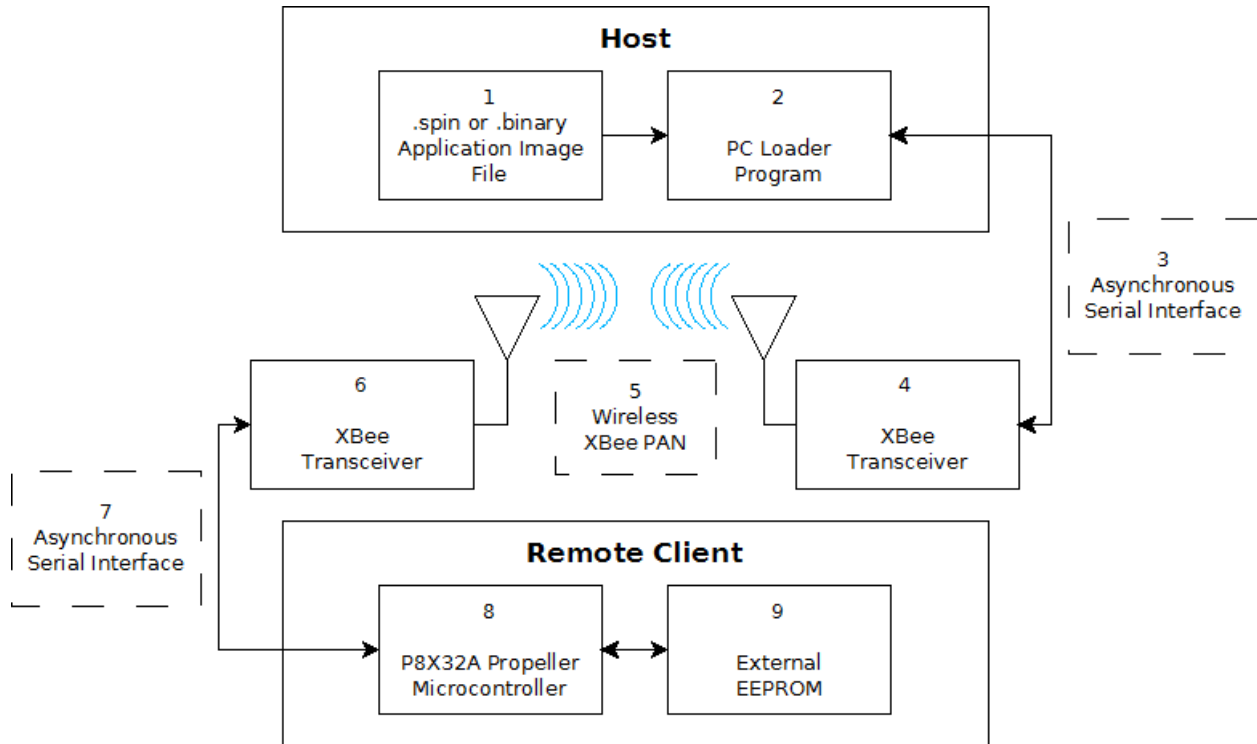 Host
1
.spin or .binary
Application Image
File
2
PC Loader
Program
3
Asynchronous
Serial Interface
6
XBee
Transceiver
5
Wireless
XBee PAN
4
XBee
Transceiver
7
Asynchronous
Serial Interface
Remote Client
8
P8X32A Propeller
Microcontroller
9
External
EEPROM